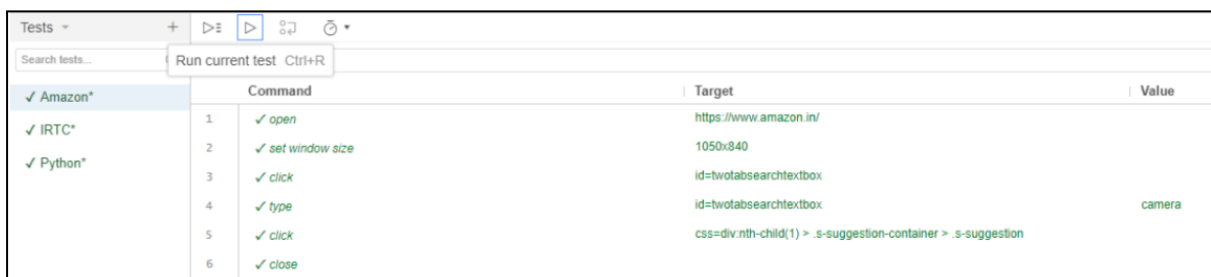 Tests +
Search tests...
Run current test Ctrl+R
Command Target Value
✓ Amazon*
✓ IRTC*
✓ Python*
1 ✓ open https://www.amazon.in/
2 ✓ set window size 1050x840
3 ✓ click id=twotabsearchtextbox
4 ✓ type id=twotabsearchtextbox camera
5 ✓ click css=div:nth-child(1) > .s-suggestion-container > .s-suggestion
6 ✓ close